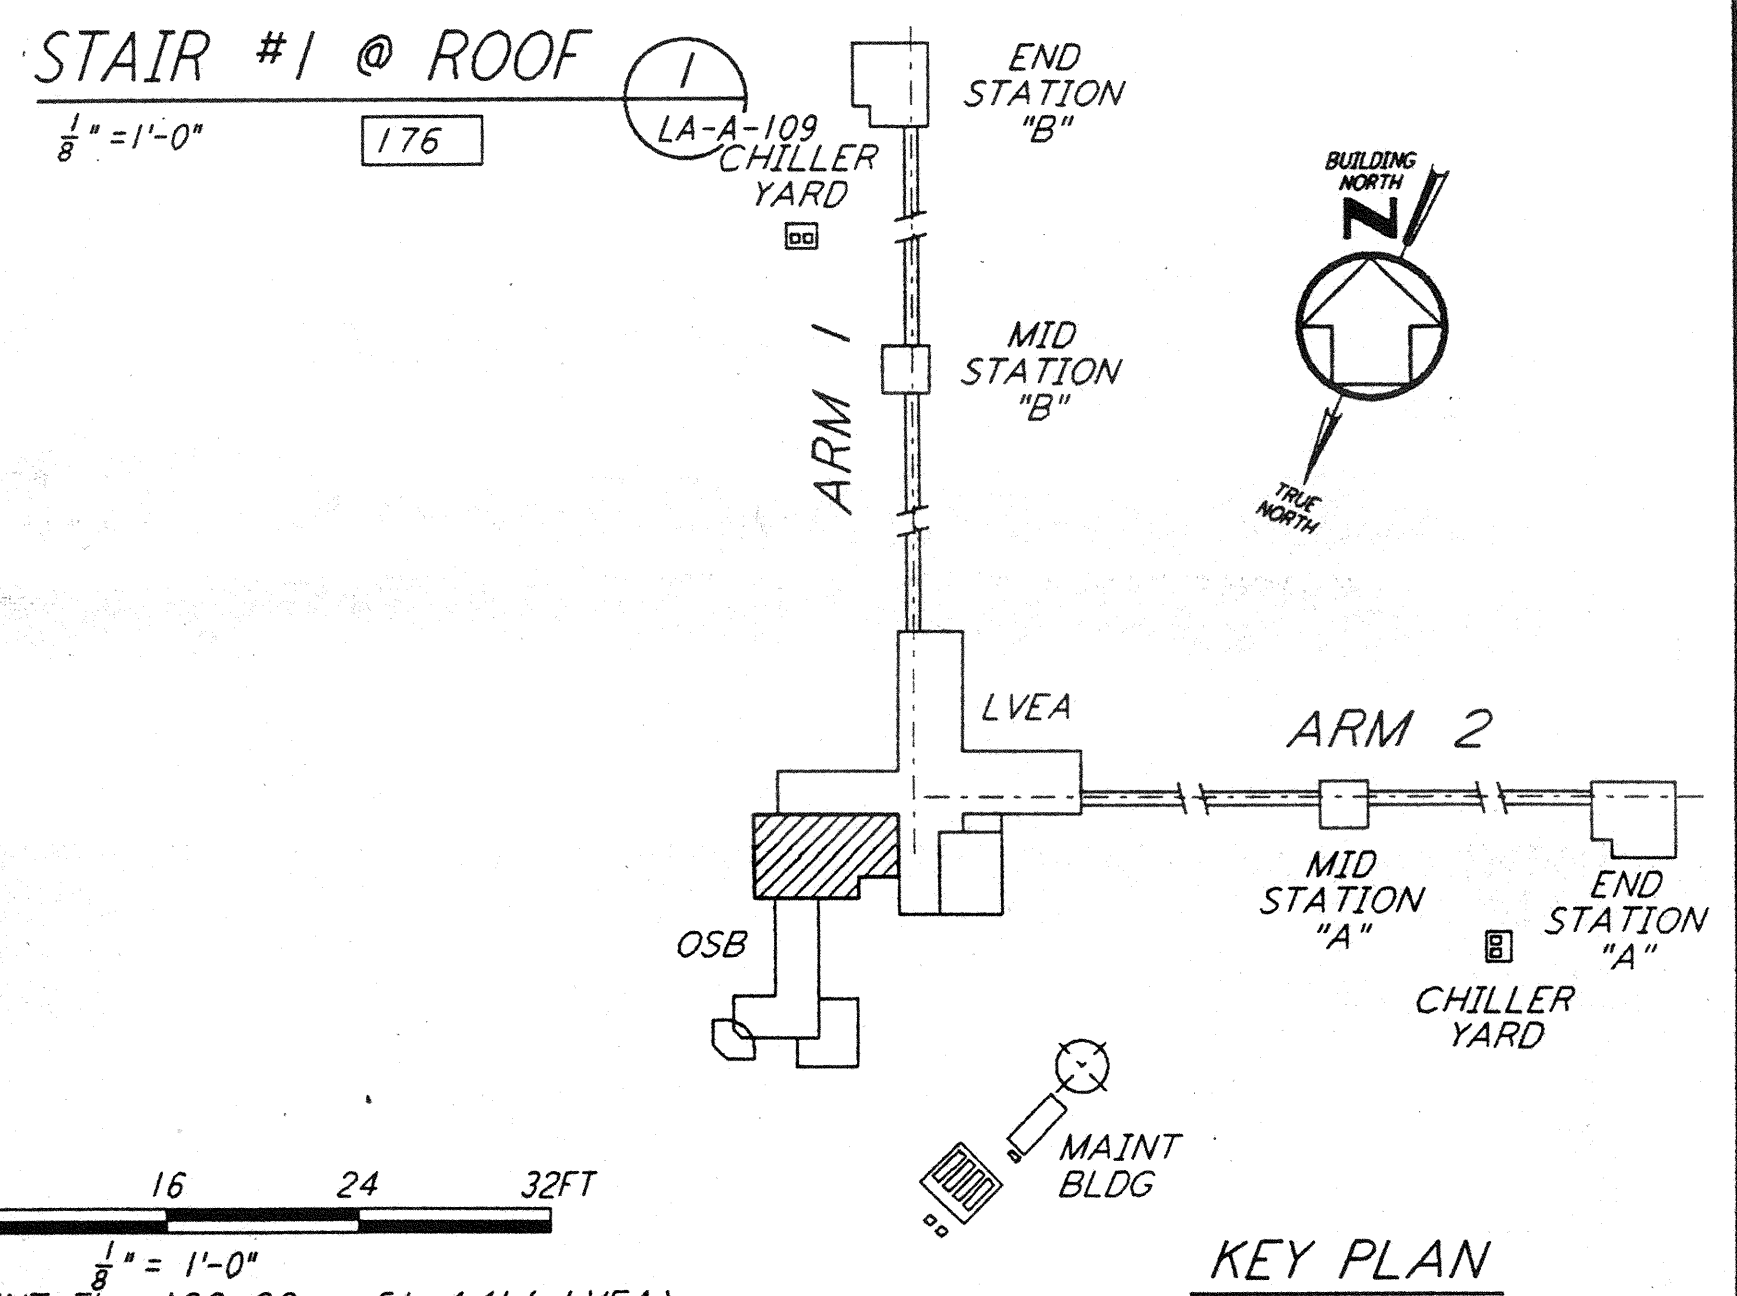 STAIR #1 @ ROOF
1
LA-A-109
1/8" = 1'-0"
176
END
STATION
"B"
CHILLER
YARD
BUILDING
NORTH
N
MID
STATION
"B"
ARM 1
TRUE
NORTH
LVEA
ARM 2
MID
STATION
"A"
END
STATION
"A"
OSB
CHILLER
YARD
MAINT
BLDG
16 24 32FT
1/8" = 1'-0"
KEY PLAN